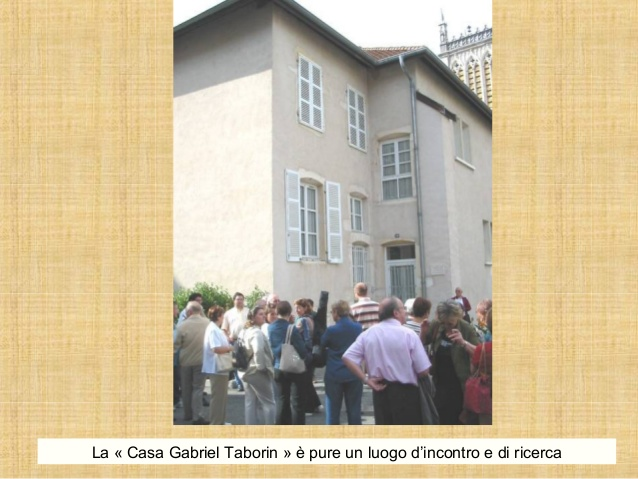 La « Casa Gabriel Taborin » è pure un luogo d’incontro e di ricerca